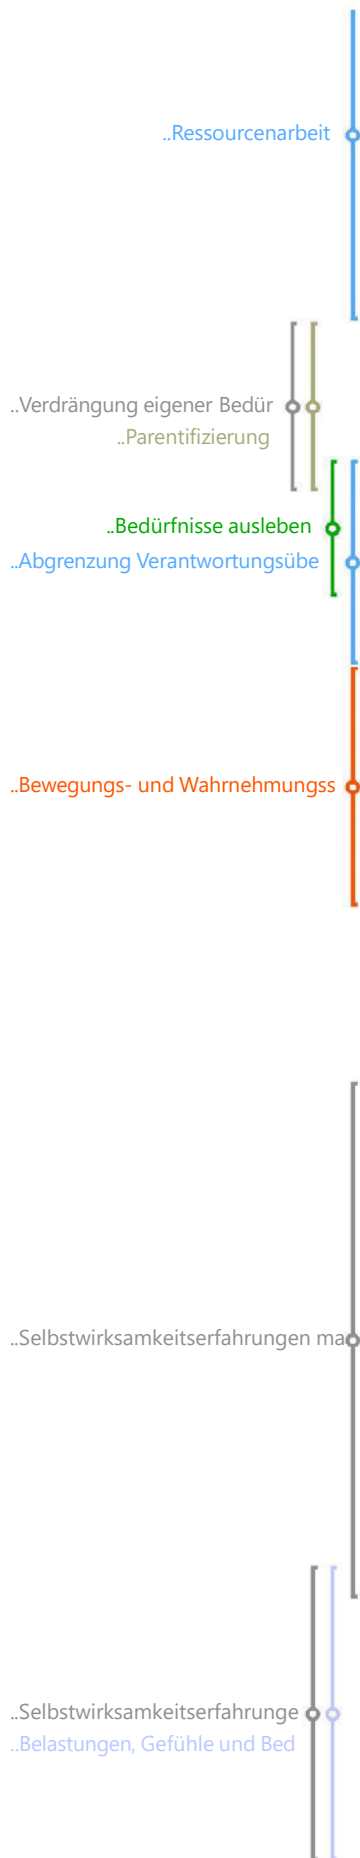 ..Ressourcenarbeit
..Verdrängung eigener Bedür
..Parentifizierung
..Bedürfnisse ausleben
..Abgrenzung Verantwortungsübe
..Bewegungs- und Wahrnehmungss
..Selbstwirksamkeitserfahrungen ma
..Selbstwirksamkeitserfahrunge
..Belastungen, Gefühle und Bed